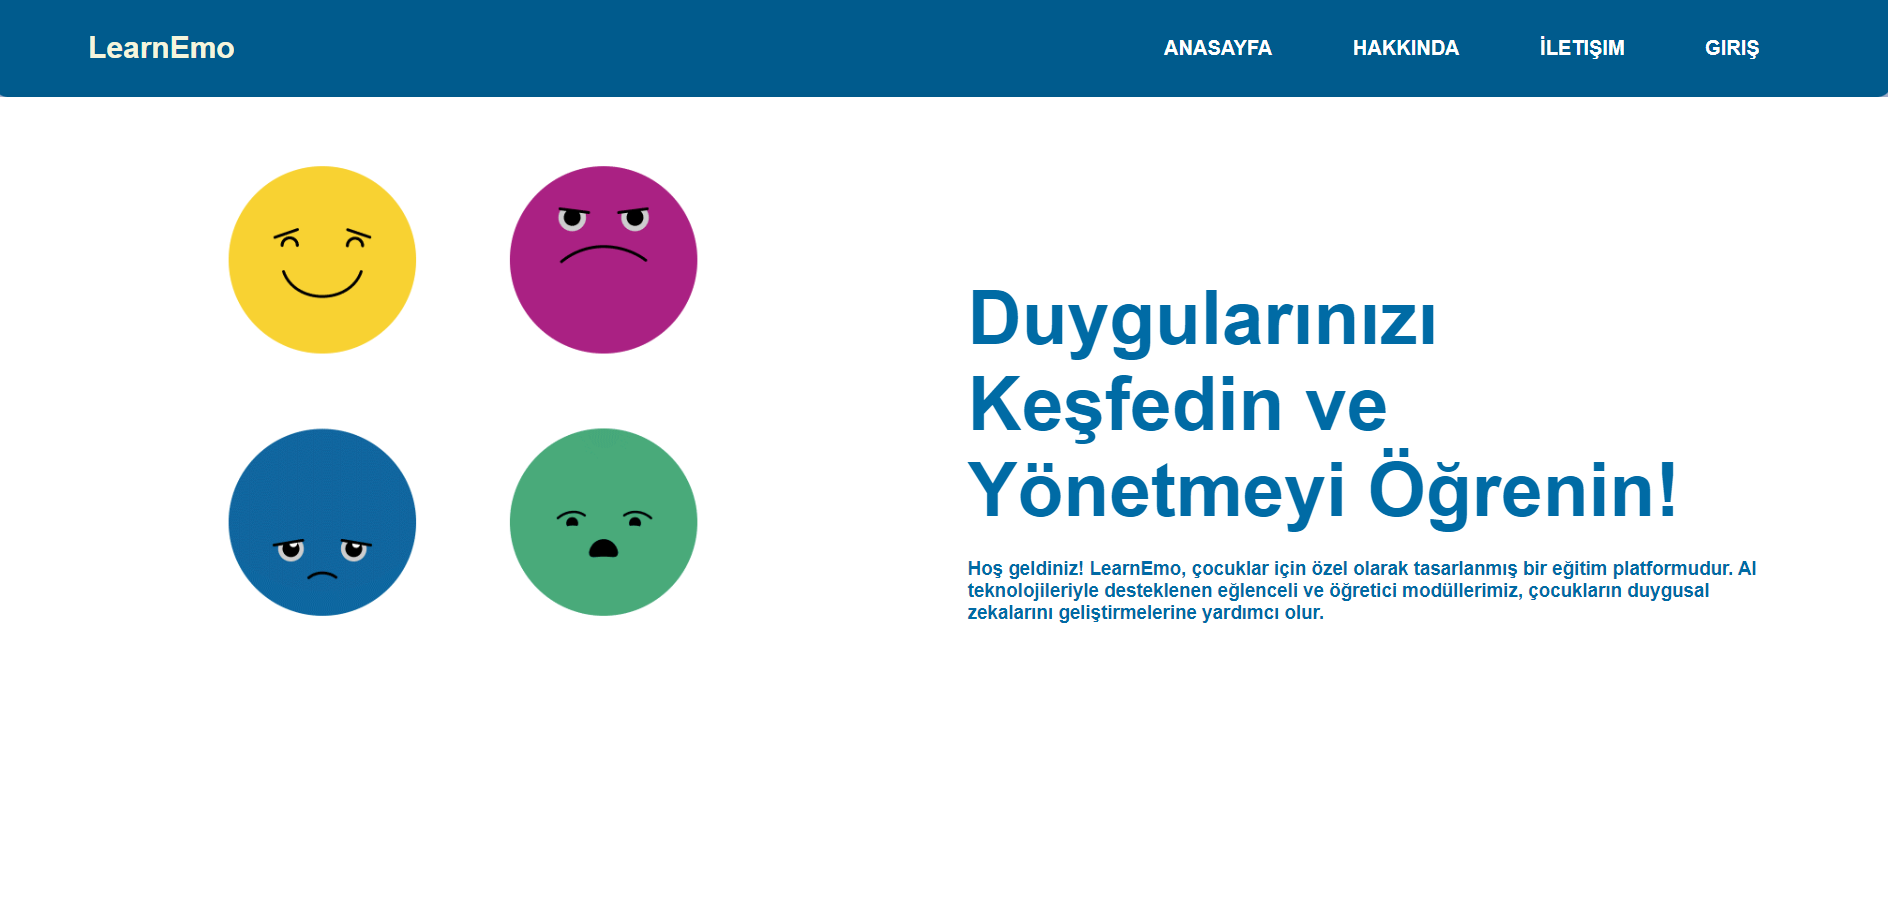 LearnEmo
ANASAYFA
HAKKINDA
İLETIŞIM
GIRIŞ
Duygularınızı
Keşfedin ve
Yönetmeyi Öğrenin!
Hoş geldiniz! LearnEmo, çocuklar için özel olarak tasarlanmış bir eğitim platformudur. AI
teknolojileriyle desteklenen eğlenceli ve öğretici modüllerimiz, çocukların duygusal
zekalarını geliştirmelerine yardımcı olur.